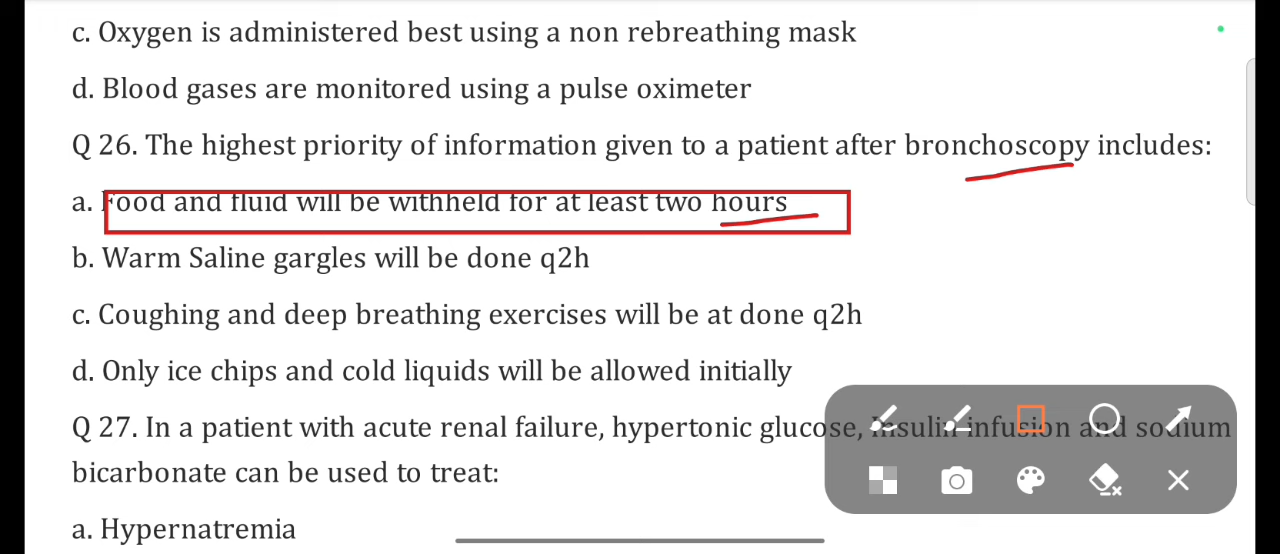 c. Oxygen is administered best using a non rebreathing mask
d. Blood gases are monitored using a pulse oximeter
Q 26. The highest priority of information given to a patient after bronchoscopy includes:
a. Food and fluid will be withheld for at least two hours
b. Warm Saline gargles will be done q2h
c. Coughing and deep breathing exercises will be at done q2h
d. Only ice chips and cold liquids will be allowed initially
Q 27. In a patient with acute renal failure, hypertonic glucose, insulin infusion and sodium
bicarbonate can be used to treat:
a. Hypernatremia